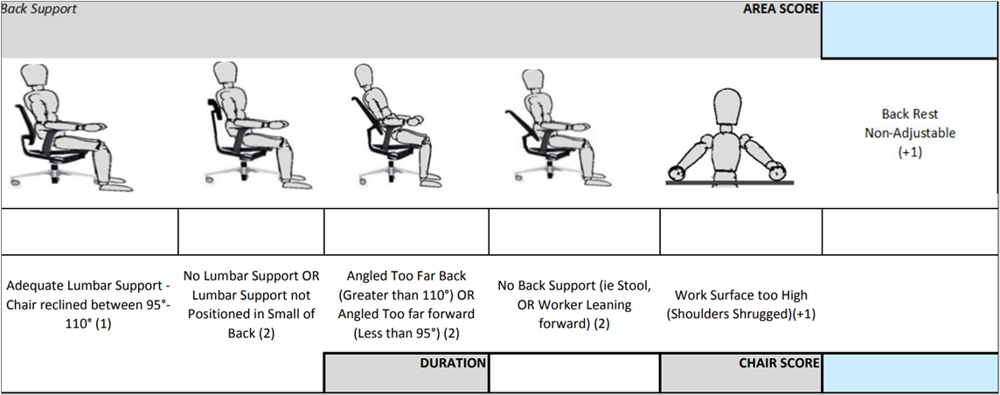 Back Support
AREA SCORE
Back Rest
Non-Adjustable
(+1)
Adequate Lumbar Support -
Chair reclined between 95°-
110° (1)
No Lumbar Support OR
Lumbar Support not
Positioned in Small of
Back (2)
Angled Too Far Back
(Greater than 110°) OR
Angled Too far forward
(Less than 95°) (2)
No Back Support (ie Stool,
OR Worker Leaning
forward) (2)
Work Surface too High
(Shoulders Shrugged)(+1)
DURATION
CHAIR SCORE